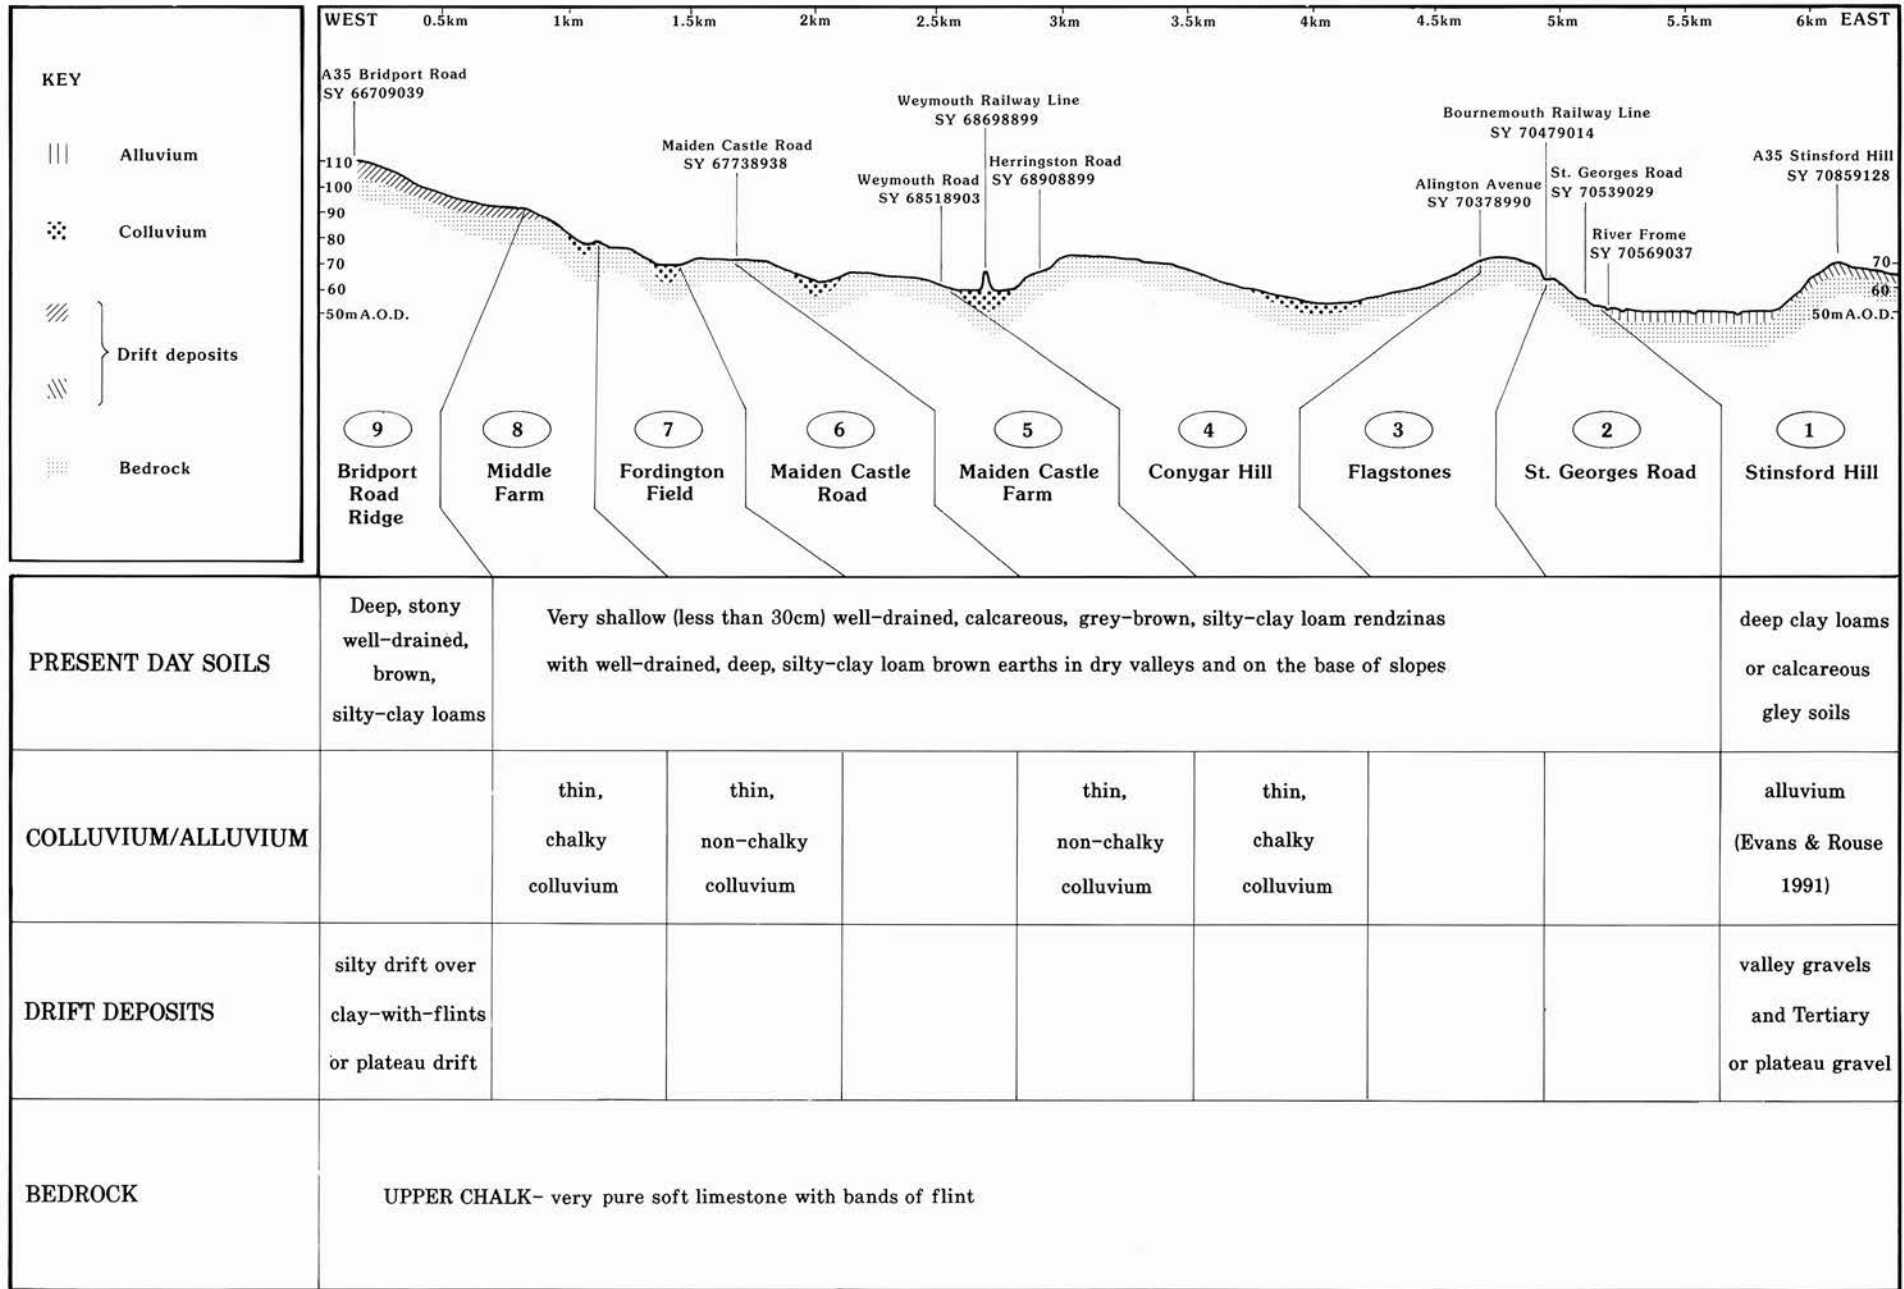 KEY
Alluvium
Colluvium
Drift deposits
Bedrock
WEST 0.5km 1km 1.5km 2km 2.5km 3km 3.5km 4km 4.5km 5km 5.5km 6km EAST
A35 Bridport Road
SY 66709039
Maiden Castle Road
SY 67738938
Weymouth Railway Line
SY 68698899
Weymouth Road
SY 68518903
Herringston Road
SY 68908899
Bournemouth Railway Line
SY 70479014
Alington Avenue
SY 70378990
St. Georges Road
SY 70539029
River Frome
SY 70569037
A35 Stinsford Hill
SY 70859128
110
100
90
80
70
60
50m A.O.D.
70
60
50m A.O.D.
9
Bridport
Road
Ridge
8
Middle
Farm
7
Fordington
Field
6
Maiden Castle
Road
5
Maiden Castle
Farm
4
Conygar Hill
3
Flagstones
2
St. Georges Road
1
Stinsford Hill
PRESENT DAY SOILS
Deep, stony
well-drained,
brown,
silty-clay loams
Very shallow (less than 30cm) well-drained, calcareous, grey-brown, silty-clay loam rendzinas
with well-drained, deep, silty-clay loam brown earths in dry valleys and on the base of slopes
deep clay loams
or calcareous
gley soils
COLLUVIUM/ALLUVIUM
thin,
chalky
colluvium
thin,
non-chalky
colluvium
thin,
non-chalky
colluvium
thin,
chalky
colluvium
alluvium
(Evans & Rouse
1991)
DRIFT DEPOSITS
silty drift over
clay-with-flints
or plateau drift
valley gravels
and Tertiary
or plateau gravel
BEDROCK
UPPER CHALK- very pure soft limestone with bands of flint